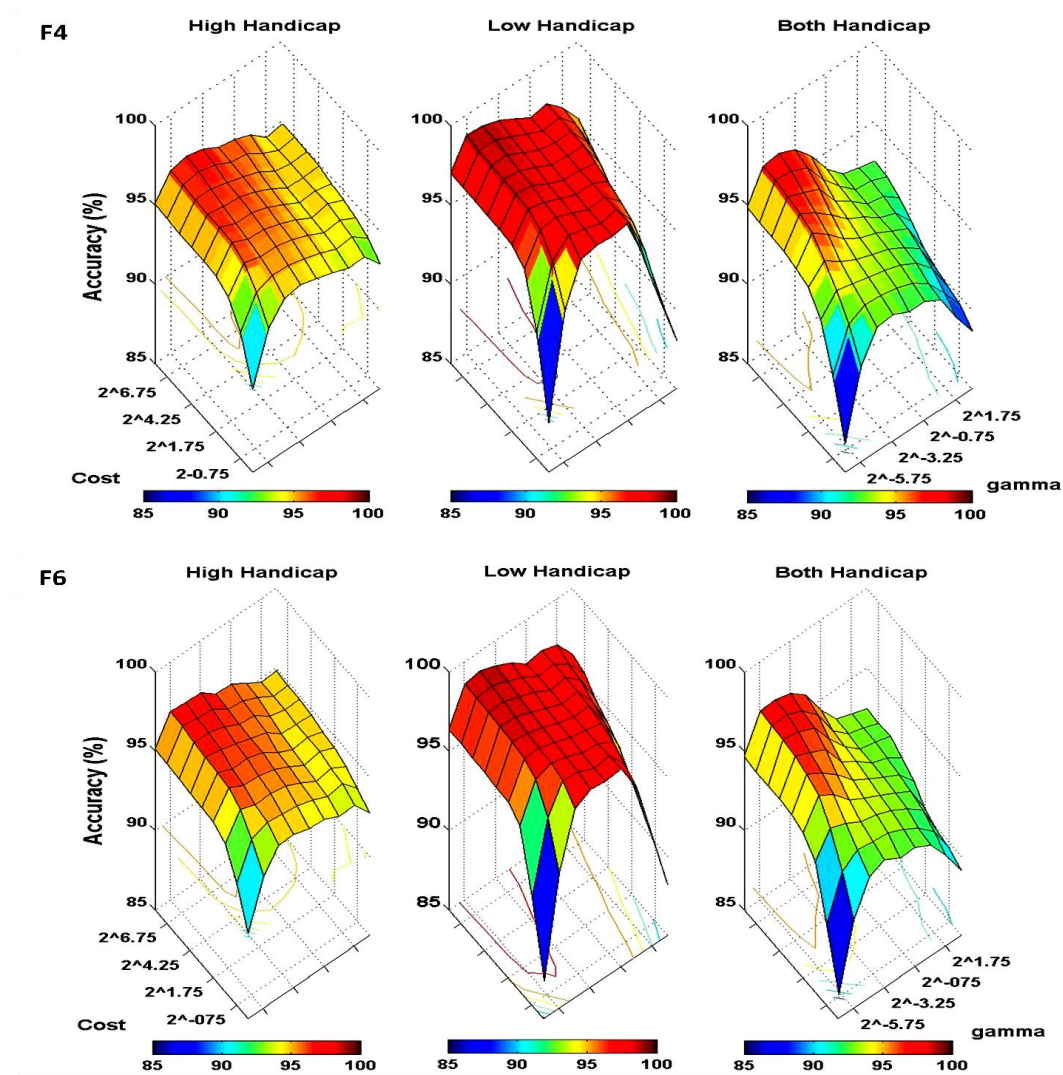 F4
High Handicap
Low Handicap
Both Handicap
Accuracy (%)
100
95
90
85
2^6.75
2^4.25
2^1.75
2-0.75
Cost
100
95
90
85
100
95
90
85
2^1.75
2^-0.75
2^-3.25
2^-5.75
gamma
85 90 95 100
85 90 95 100
85 90 95 100
F6
High Handicap
Low Handicap
Both Handicap
Accuracy (%)
100
95
90
85
2^6.75
2^4.25
2^1.75
2^-075
Cost
100
95
90
85
100
95
90
85
2^1.75
2^-075
2^-3.25
2^-5.75
gamma
85 90 95 100
85 90 95 100
85 90 95 100